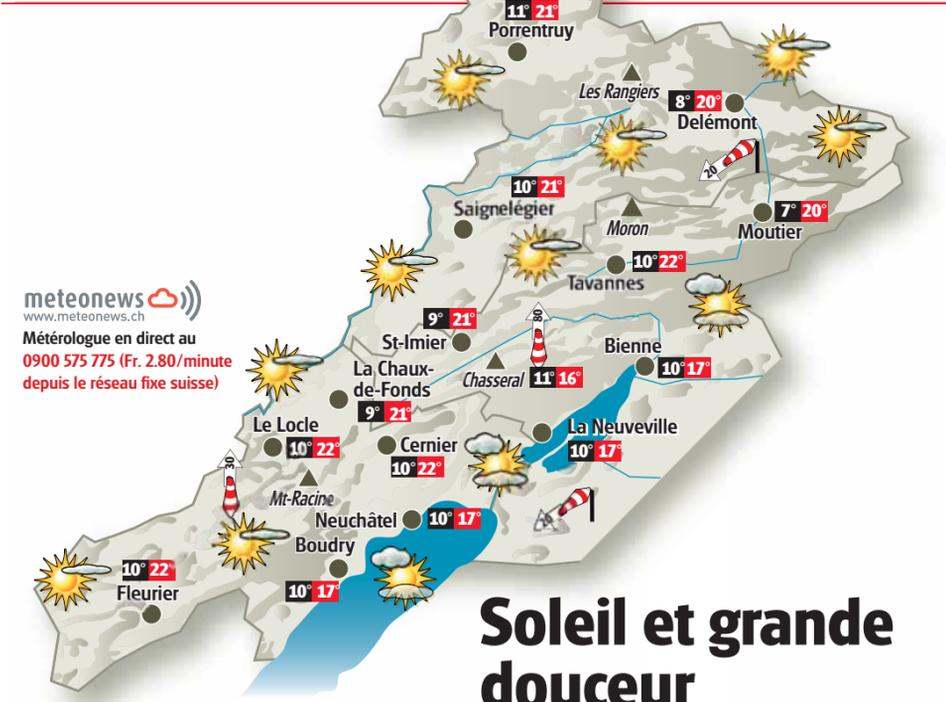 11° 21°
Porrentruy
Les Rangiers
8° 20°
Delémont
20
10° 21°
Saignelégier
Moron
7° 20°
Moutier
10° 22°
Tavannes
meteonews
www.meteonews.ch
Métérologue en direct au
0900 575 775 (Fr. 2.80/minute
depuis le réseau fixe suisse)
9° 21°
St-Imier
80
Chasseral
11° 16°
Bienne
10° 17°
La Chaux-
de-Fonds
9° 21°
Le Locle
10° 22°
Cernier
10° 22°
La Neuveville
10° 17°
30
Mt-Racine
Neuchâtel
10° 17°
20
Boudry
10° 17°
10° 22°
Fleurier
Soleil et grande
douceur